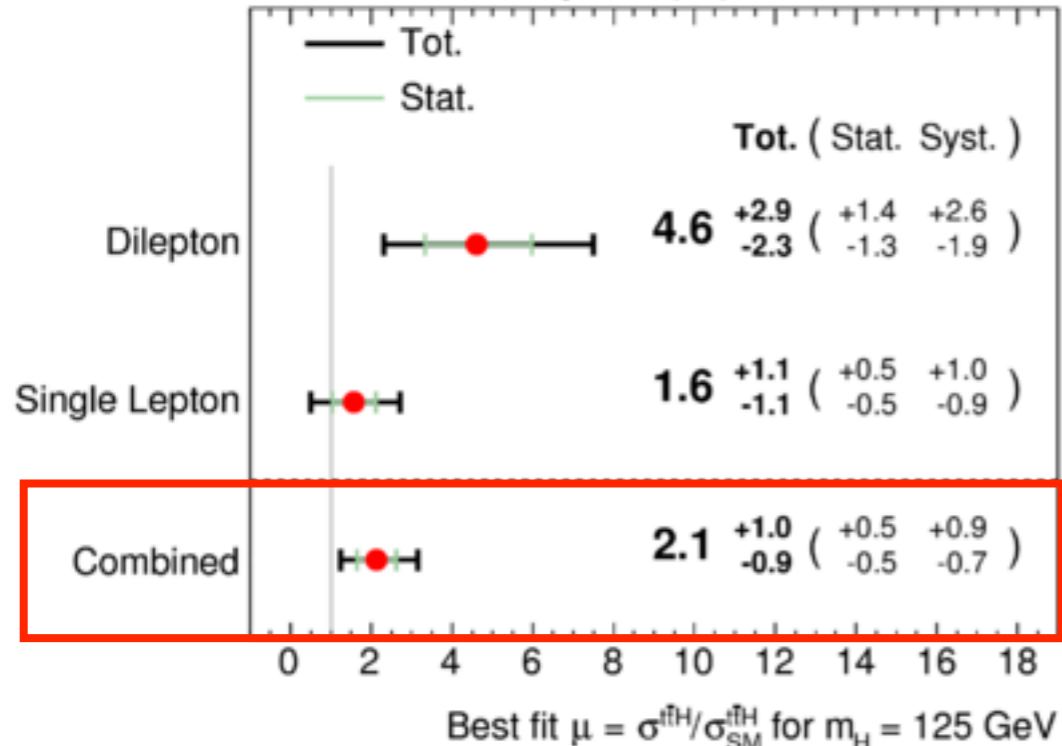 Tot.
Stat.
Tot. ( Stat. Syst. )
Dilepton 4.6 +2.9 -2.3 ( +1.4 -1.3 +2.6 -1.9 )
Single Lepton 1.6 +1.1 -1.1 ( +0.5 -0.5 +1.0 -0.9 )
Combined 2.1 +1.0 -0.9 ( +0.5 -0.5 +0.9 -0.7 )
0 2 4 6 8 10 12 14 16 18
Best fit μ = σ^tt̄H/σ_SM^tt̄H for m_H = 125 GeV